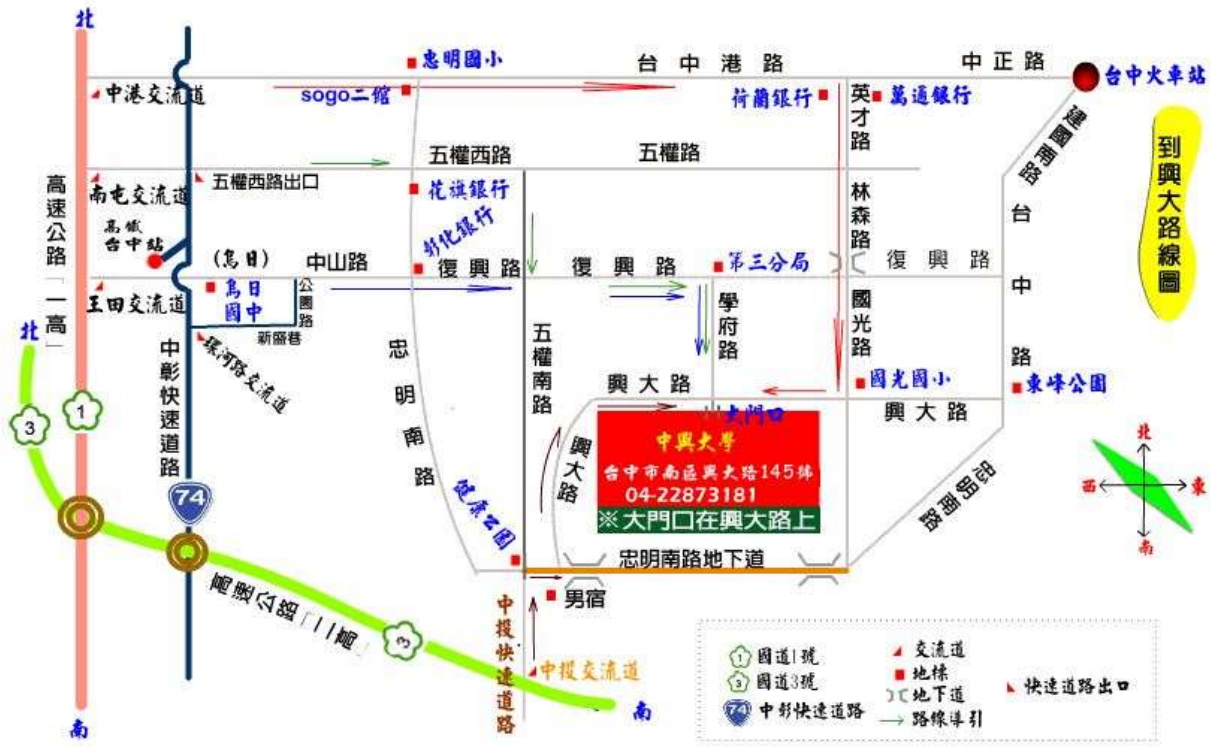 北
忠明國小
台中港路
中正路
台中火車站
中港交流道
sogo二館
荷蘭銀行
英才路
萬通銀行
建國南路
到興大路線圖
五權西路
五權路
高速公路「一高」
南屯交流道
五權西路出口
花旗銀行
林森路
台中路
高鐵
台中站
彰化銀行
(烏日)
中山路
復興路
復興路
第三分局
復興路
王田交流道
烏日
國中
公園路
學府路
國光路
北
新盛巷
環河路交流道
中彰快速道路
忠明南路
五權南路
興大路
國光國小
東峰公園
1
3
大門口
興大路
中興大學
台中市南區興大路145號
04-22873181
※大門口在興大路上
興大路
忠明南路
北
西
東
南
74
健康公園
忠明南路地下道
高速公路「二高」
男宿
3
中投快速道路
中投交流道
南
南
1 國道1號
3 國道3號
74 中彰快速道路
交流道
地標
地下道
路線導引
快速道路出口